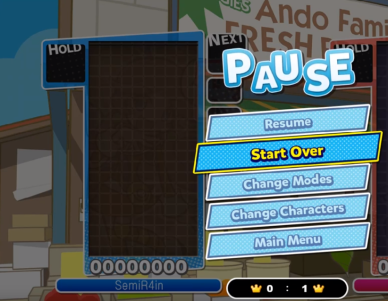 Ando Fami
FRESH
HOLD
NEXT
HOLD
PAUSE
Resume
Start Over
Change Modes
Change Characters
Main Menu
00000000
SemiR4in
0 : 1